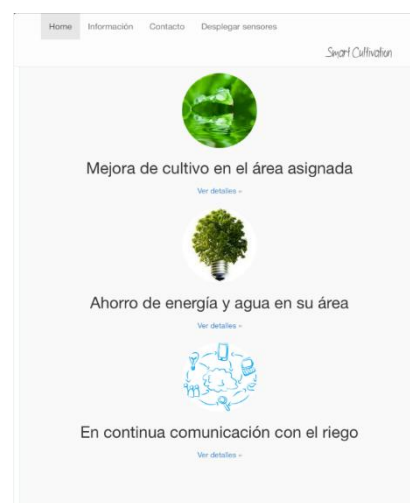 Home Información Contacto Desplegar sensores
Smart Cultivation
Mejora de cultivo en el área asignada
Ver detalles »
Ahorro de energía y agua en su área
Ver detalles »
En continua comunicación con el riego
Ver detalles »